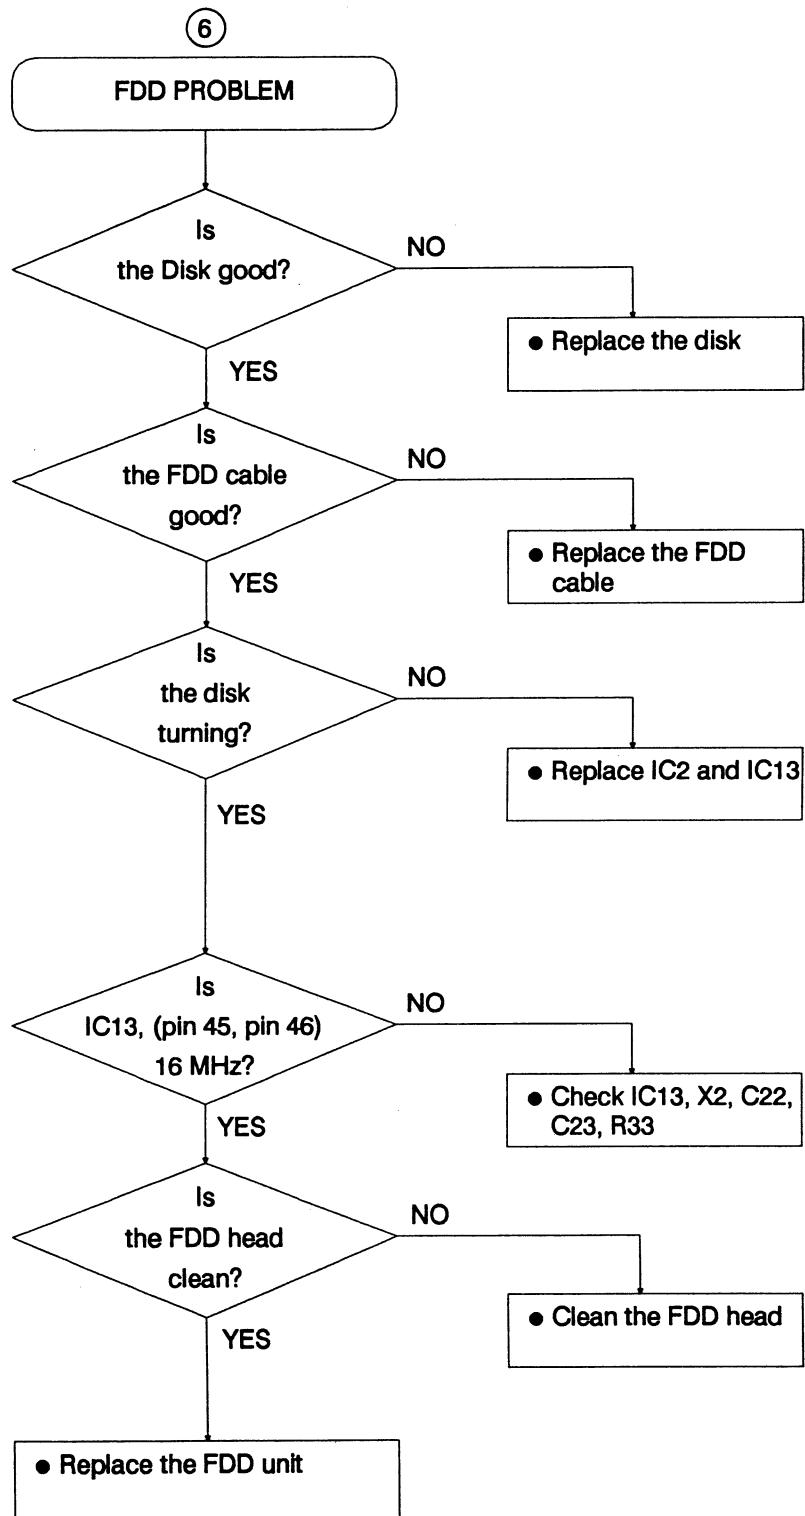 6
FDD PROBLEM
Is
the Disk good?
NO
● Replace the disk
YES
Is
the FDD cable
good?
NO
● Replace the FDD
cable
YES
Is
the disk
turning?
NO
● Replace IC2 and IC13
YES
Is
IC13, (pin 45, pin 46)
16 MHz?
NO
● Check IC13, X2, C22,
C23, R33
YES
Is
the FDD head
clean?
NO
● Clean the FDD head
YES
● Replace the FDD unit